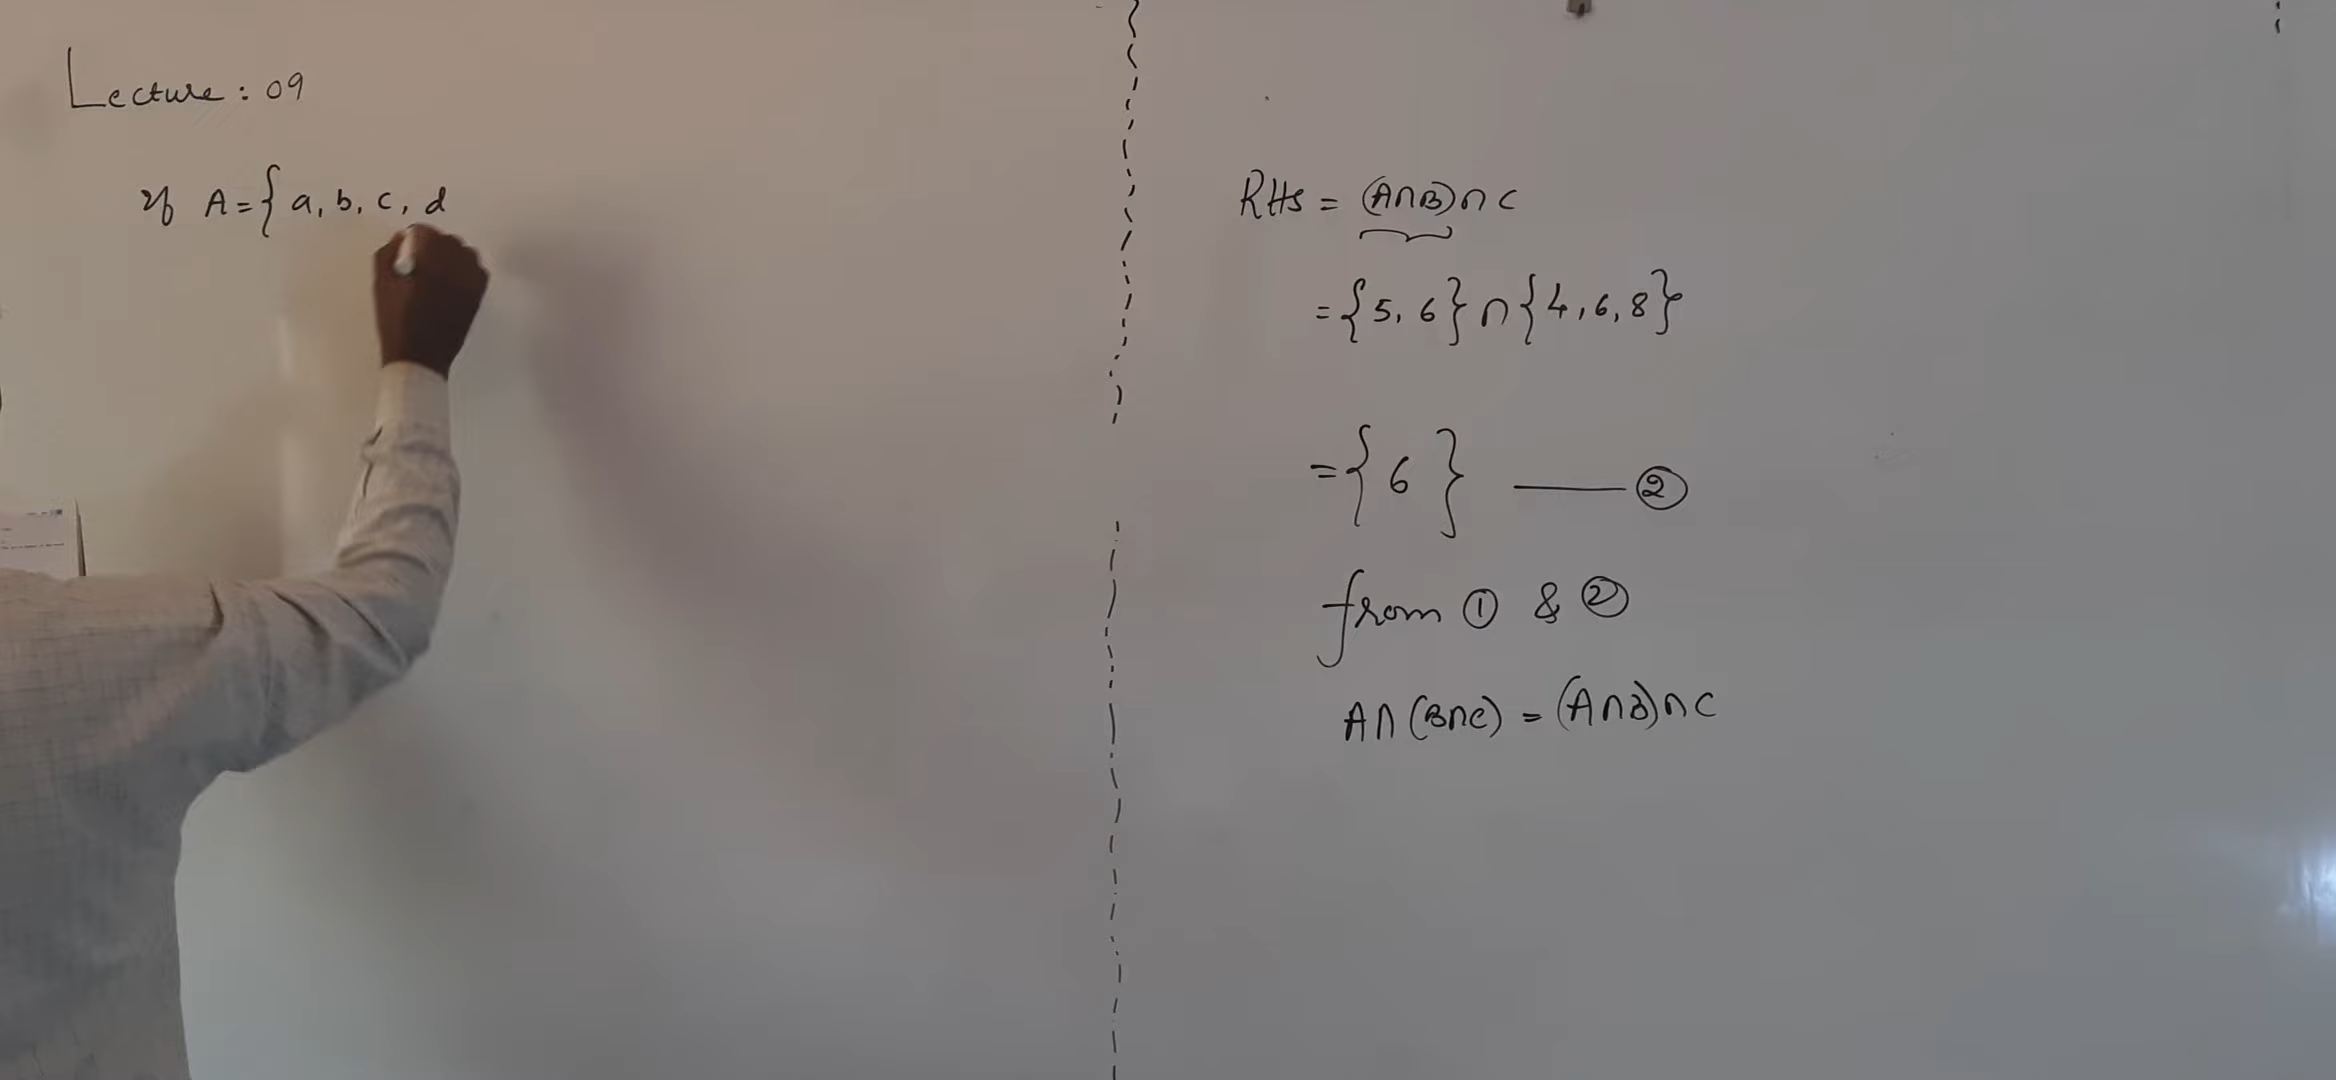 Lecture: 09
If A={ a, b, c, d
RHS = (A∩B)∩C
={5, 6}∩{4,6,8}
={6} —— ②
from ① & ②
A∩(B∩C) = (A∩B)∩C